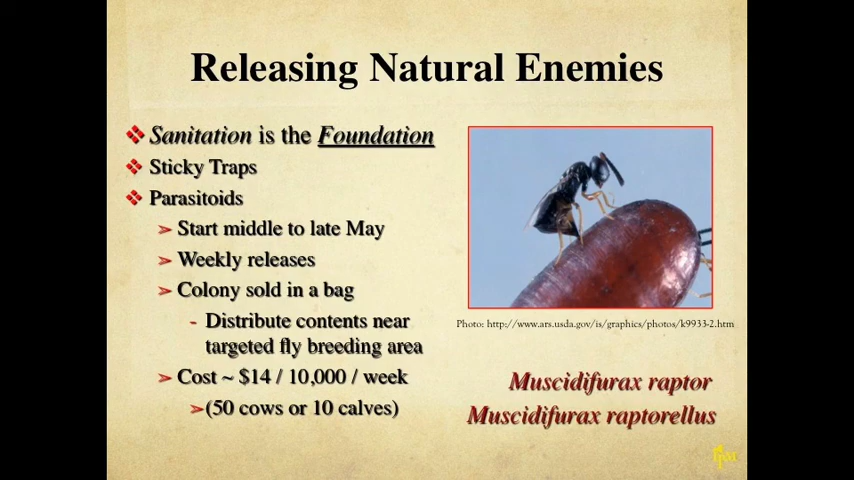 Releasing Natural Enemies
Sanitation is the Foundation
Sticky Traps
Parasitoids
Start middle to late May
Weekly releases
Colony sold in a bag
- Distribute contents near
targeted fly breeding area
Cost ~ $14 / 10,000 / week
(50 cows or 10 calves)
Photo: http://www.ars.usda.gov/is/graphics/photos/k9933-2.htm
Muscidifurax raptor
Muscidifurax raptorellus